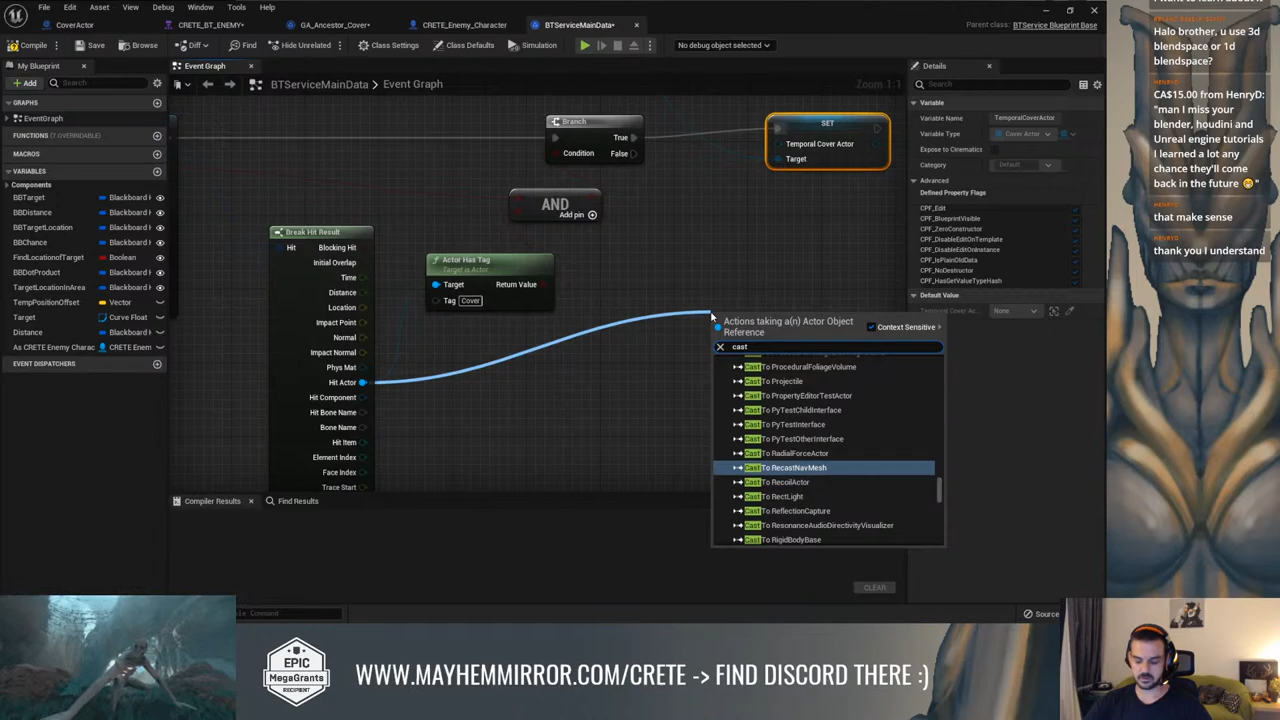 File Edit Asset View Debug Window Tools Help
Halo brother, u use 3d
blendspace or 1d
blendspace?
CA$15.00 from HenryD:
"man I miss your
blender, houdini and
Unreal engine tutorials
I learned a lot any
chance they'll come
back in the future
that make sense
thank you I understand
CoverActor CRETE_BT_ENEMY• GA_Ancestor_Cover• CRETE_Enemy_Character BTServiceMainData•
Parent class: BTService Blueprint Base
Compile Save Browse Diff Find Hide Unrelated Class Settings Class Defaults Simulation No debug object selected
My Blueprint
Add Search
GRAPHS
EventGraph
MACROS
VARIABLES
Components
BBTarget Blackboard
BBDistance Blackboard
BBTargetLocation Blackboard
BBChance Blackboard
FindLocationofTarget Boolean
BBDotProduct Blackboard
TargetLocationInArea Blackboard
TempPositionOffset Vector
Target Curve Float
Distance Blackboard
As CRETE Enemy Charac CRETE Enem
EVENT DISPATCHERS
Event Graph
BTServiceMainData > Event Graph
Zoom 1:1
Branch
True
Condition False
SET
Temporal Cover Actor
Target
AND
Add pin
Break Hit Result
Hit Blocking Hit
Initial Overlap
Time
Distance
Location
Impact Point
Normal
Impact Normal
Phys Mat
Hit Actor
Hit Component
Hit Bone Name
Bone Name
Hit Item
Element Index
Face Index
Trace Start
Actor Has Tag
Target is Actor
Target Return Value
Tag Cover
Actions taking a(n) Actor Object
Reference
Context Sensitive
cast
Cast To ProceduralFoliageVolume
Cast To Projectile
Cast To PropertyEditorTestActor
Cast To PyTestChildInterface
Cast To PyTestInterface
Cast To PyTestOtherInterface
Cast To RadialForceActor
Cast To RecastNavMesh
Cast To RecoilActor
Cast To RectLight
Cast To ReflectionCapture
Cast To ResonanceAudioDirectivityVisualizer
Cast To RigidBodyBase
Details
Search
Variable
Variable Name TemporalCoverActor
Variable Type Cover Actor
Expose to Cinematics
Category Default
Advanced
Defined Property Flags
CPF_Edit
CPF_BlueprintVisible
CPF_ZeroConstructor
CPF_DisableEditOnTemplate
CPF_DisableEditOnInstance
CPF_IsPlainOldData
CPF_NoDestructor
CPF_HasGetValueTypeHash
Default Value
None
Compiler Results Find Results
CLEAR
Source
EPIC
MegaGrants
RECIPIENT
WWW.MAYHEMMIRROR.COM/CRETE -> FIND DISCORD THERE :)